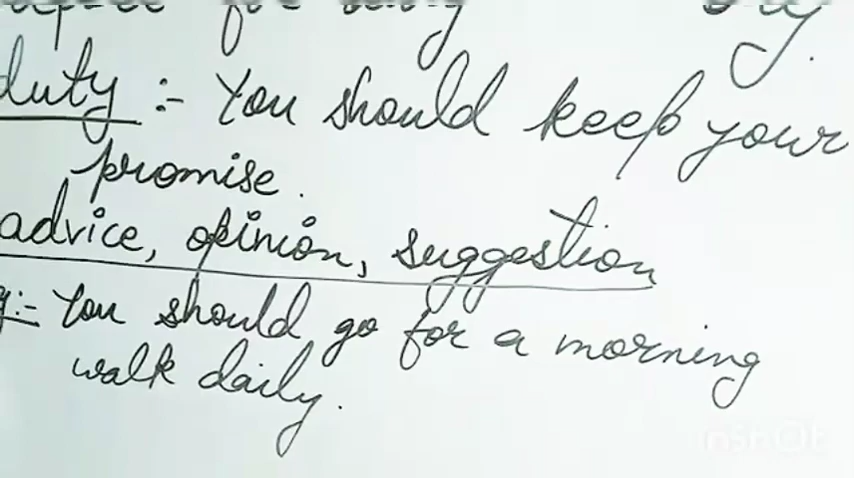 duty :- You should keep your
promise.
advice, opinion, suggestion
g:- You should go for a morning
walk daily.